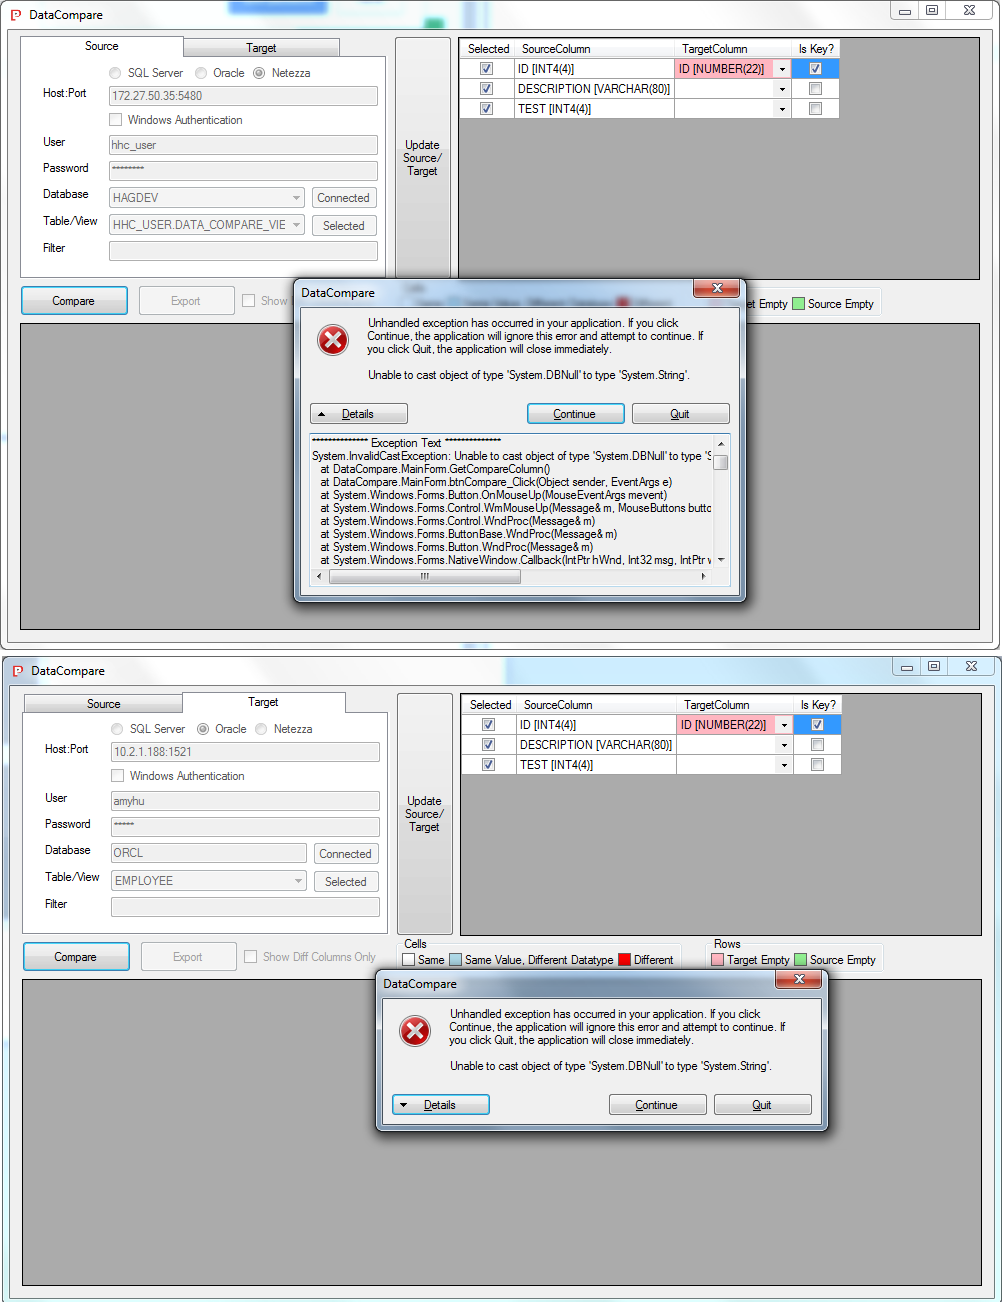 DataCompare
Source
Target
SQL Server
Oracle
Netezza
Host:Port
172.27.50.35:5480
Windows Authentication
User
hhc_user
Password
********
Database
HAGDEV
Connected
Table/View
HHC_USER.DATA_COMPARE_VIE
Selected
Filter
Update
Source/
Target
Selected SourceColumn TargetColumn Is Key?
ID [INT4(4)] ID [NUMBER(22)]
DESCRIPTION [VARCHAR(80)]
TEST [INT4(4)]
Compare
Export
Show
Empty
Source Empty
DataCompare
Unhandled exception has occurred in your application. If you click
Continue, the application will ignore this error and attempt to continue. If
you click Quit, the application will close immediately.
Unable to cast object of type 'System.DBNull' to type 'System.String'.
Details
Continue
Quit
************** Exception Text **************
System.InvalidCastException: Unable to cast object of type 'System.DBNull' to type 'S
at DataCompare.MainForm.GetCompareColumn()
at DataCompare.MainForm.btnCompare_Click(Object sender, EventArgs e)
at System.Windows.Forms.Button.OnMouseUp(MouseEventArgs mevent)
at System.Windows.Forms.Control.WmMouseUp(Message& m, MouseButtons butto
at System.Windows.Forms.Control.WndProc(Message& m)
at System.Windows.Forms.ButtonBase.WndProc(Message& m)
at System.Windows.Forms.Button.WndProc(Message& m)
at System.Windows.Forms.NativeWindow.Callback(IntPtr hWnd, Int32 msg, IntPtr w
DataCompare
Source
Target
SQL Server
Oracle
Netezza
Host:Port
10.2.1.188:1521
Windows Authentication
User
amyhu
Password
*****
Database
ORCL
Connected
Table/View
EMPLOYEE
Selected
Filter
Update
Source/
Target
Selected SourceColumn TargetColumn Is Key?
ID [INT4(4)] ID [NUMBER(22)]
DESCRIPTION [VARCHAR(80)]
TEST [INT4(4)]
Compare
Export
Show Diff Columns Only
Cells
Same
Same Value, Different Datatype
Different
Rows
Target Empty
Source Empty
DataCompare
Unhandled exception has occurred in your application. If you click
Continue, the application will ignore this error and attempt to continue. If
you click Quit, the application will close immediately.
Unable to cast object of type 'System.DBNull' to type 'System.String'.
Details
Continue
Quit